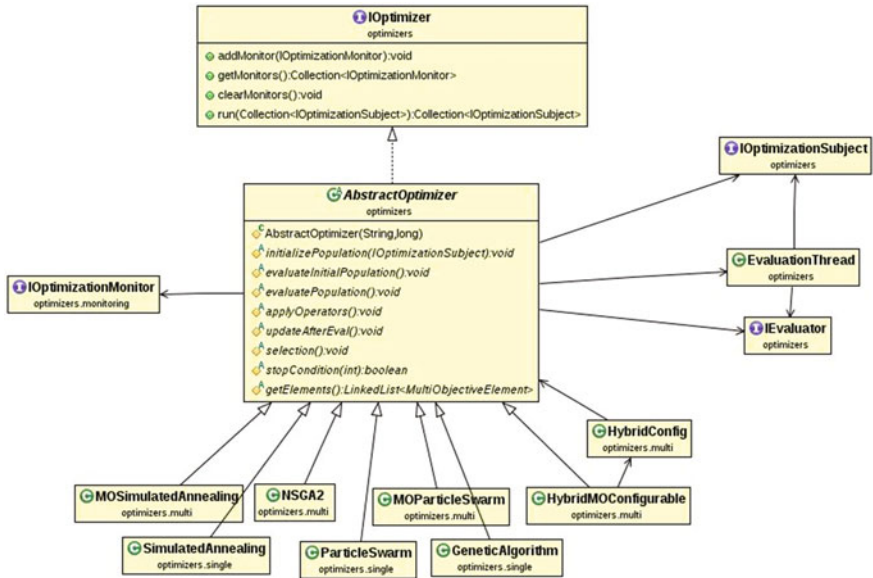 IOptimizer
optimizers
addMonitor(IOptimizationMonitor):void
getMonitors():Collection<IOptimizationMonitor>
clearMonitors():void
run(Collection<IOptimizationSubject>):Collection<IOptimizationSubject>
IOptimizationSubject
optimizers
AbstractOptimizer
optimizers
AbstractOptimizer(String,long)
initializePopulation(IOptimizationSubject):void
evaluateInitialPopulation():void
evaluatePopulation():void
applyOperators():void
updateAfterEval():void
selection():void
stopCondition(int):boolean
getElements():LinkedList<MultiObjectiveElement>
EvaluationThread
optimizers
IOptimizationMonitor
optimizers.monitoring
IEvaluator
optimizers
HybridConfig
optimizers.multi
MOSimulatedAnnealing
optimizers.multi
NSGA2
optimizers.multi
MOParticleSwarm
optimizers.multi
HybridMOConfigurable
optimizers.multi
SimulatedAnnealing
optimizers.single
ParticleSwarm
optimizers.single
GeneticAlgorithm
optimizers.single